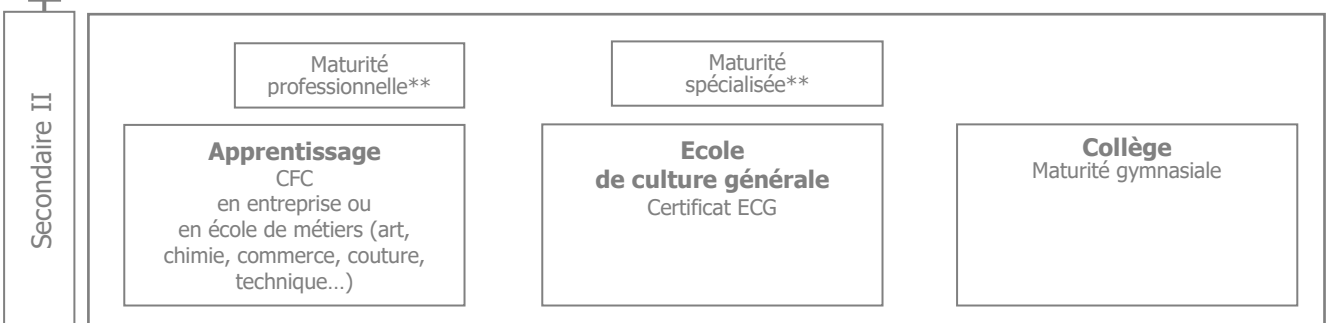 Secondaire II
Maturité
professionnelle**
Maturité
spécialisée**
Apprentissage
CFC
en entreprise ou
en école de métiers (art,
chimie, commerce, couture,
technique…)
Ecole
de culture générale
Certificat ECG
Collège
Maturité gymnasiale